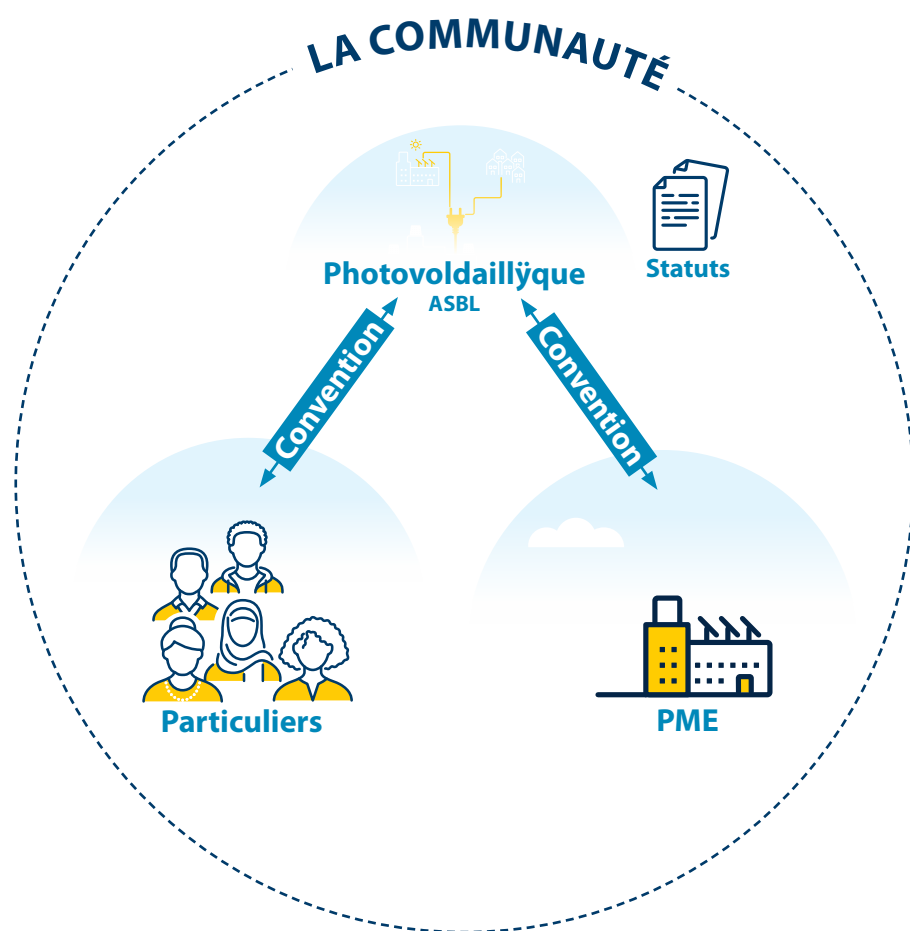 LA COMMUNAUTÉ
Statuts
Photovoldaillÿque
ASBL
Convention
Convention
Particuliers
PME